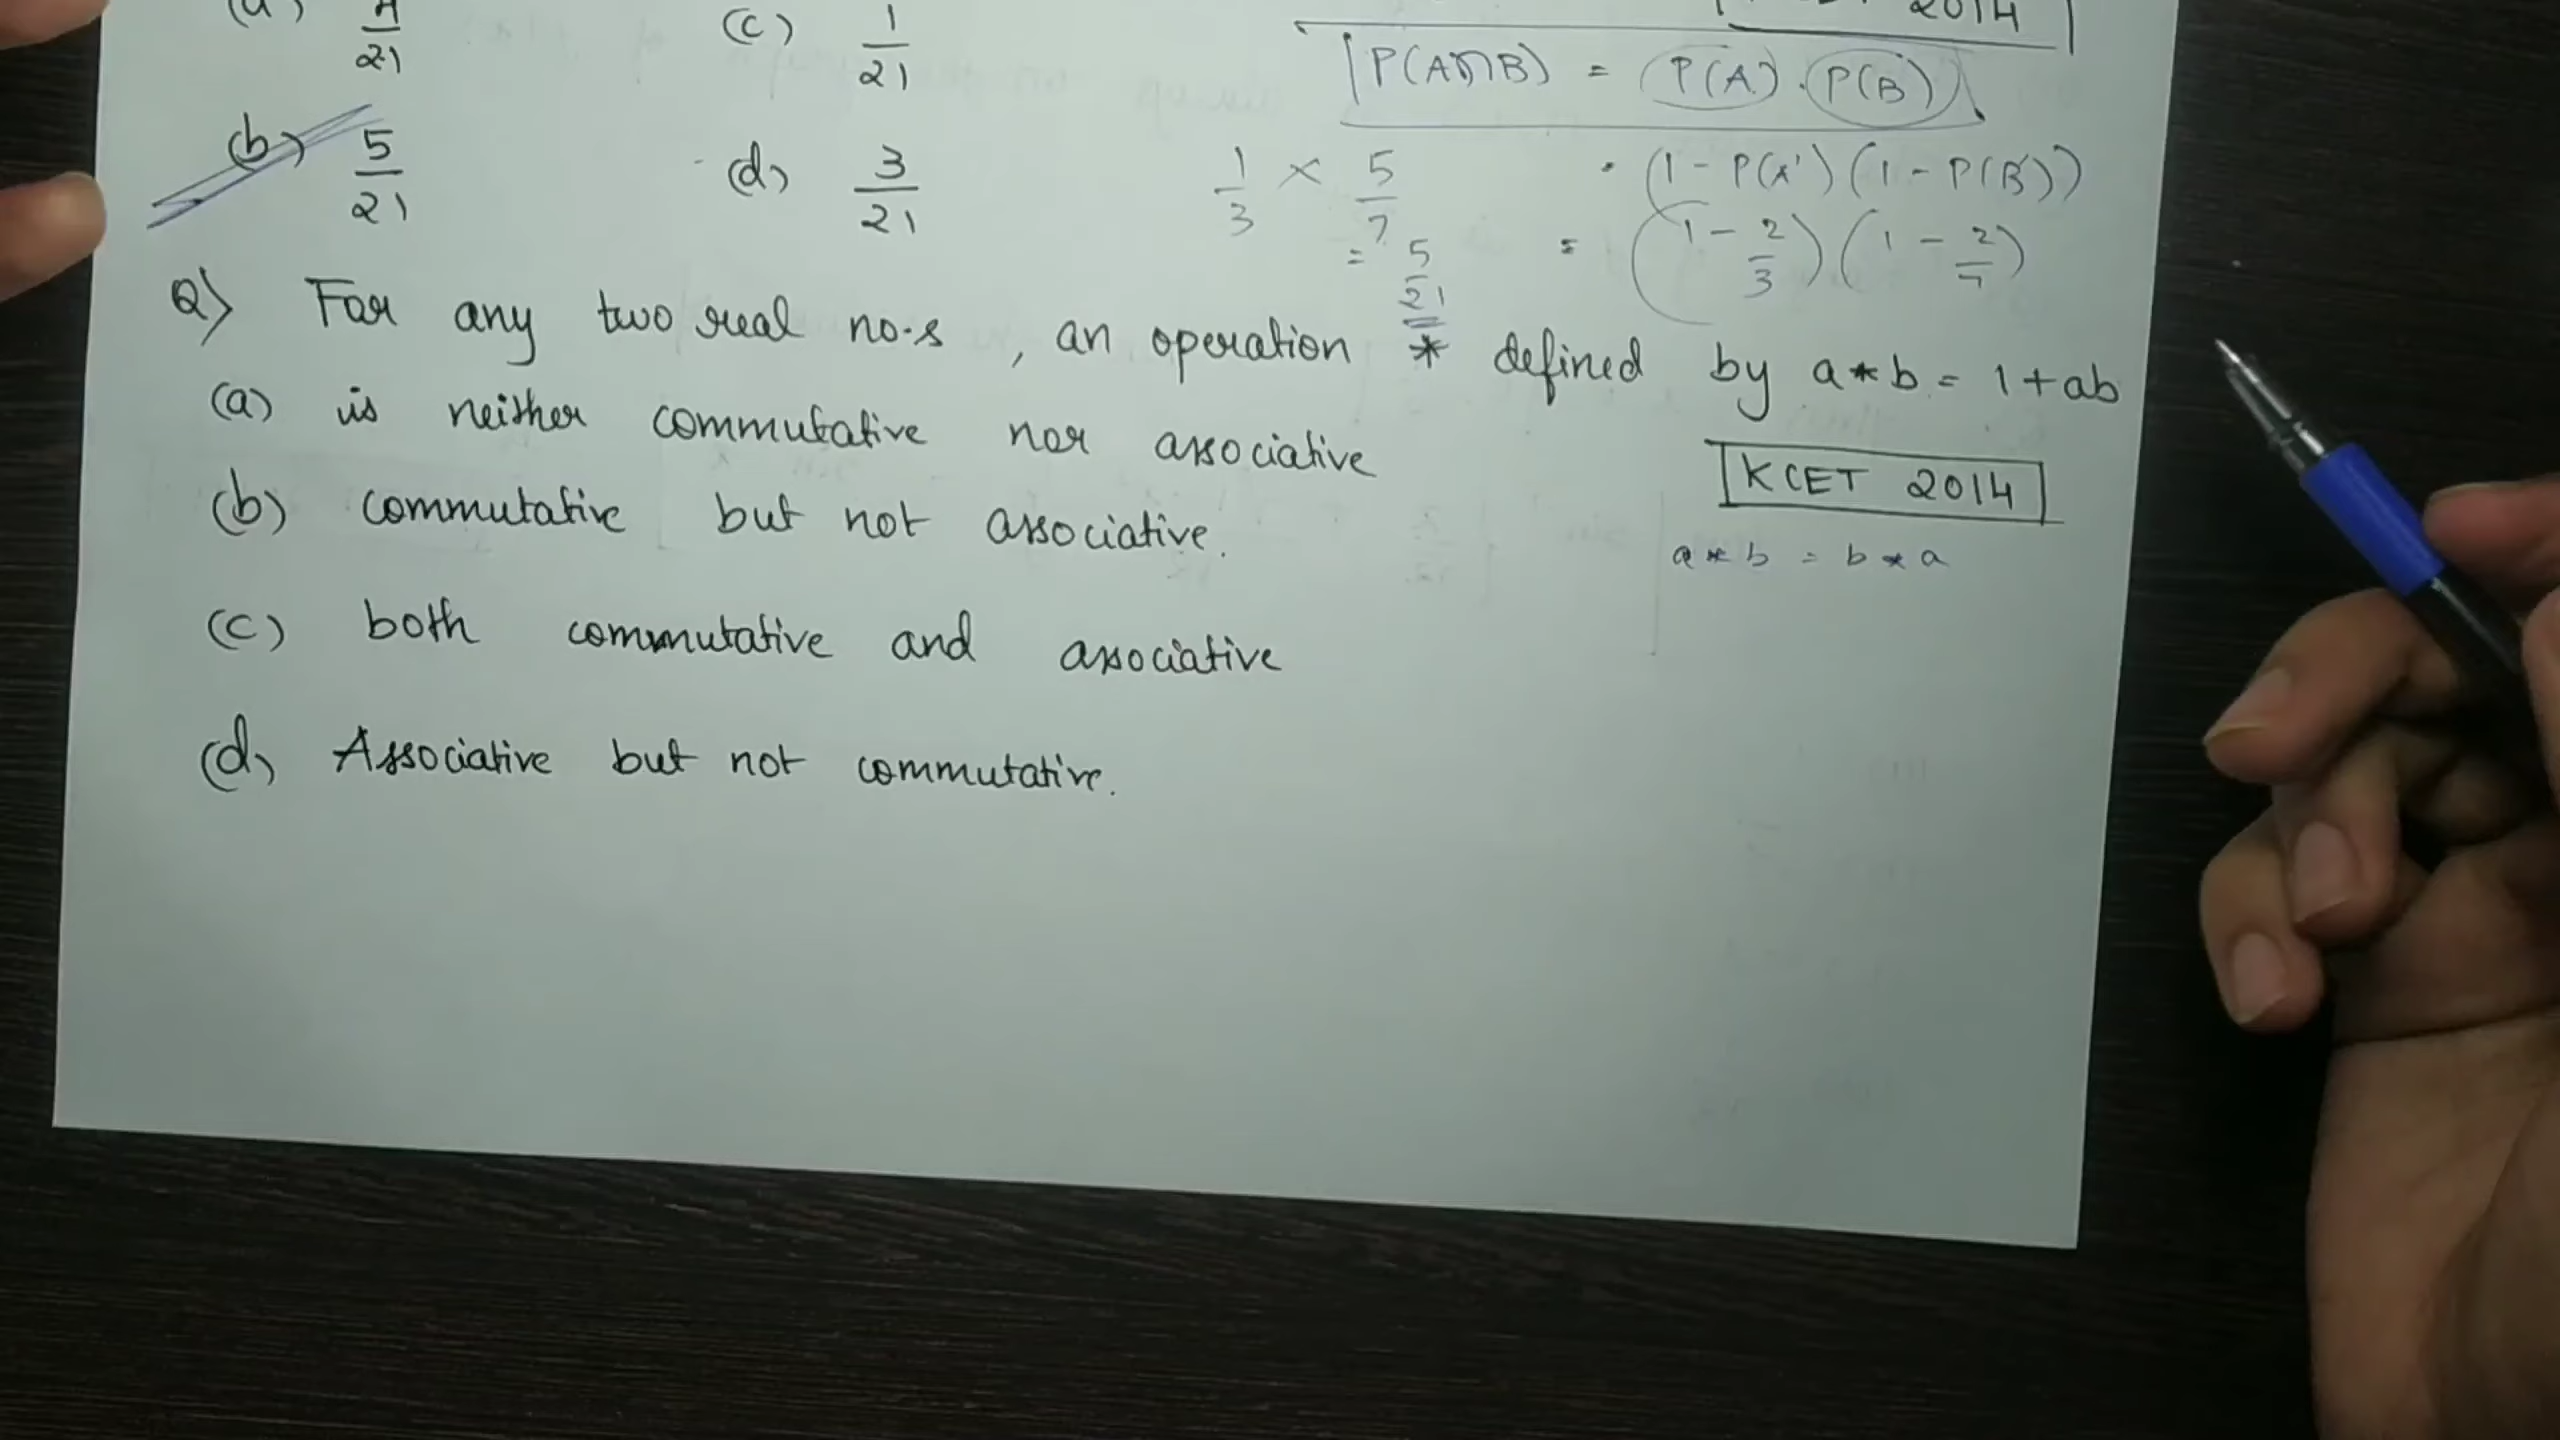 (c) 1/21
2014
P(A∩B) = P(A) . P(B)
(b) 5/21
(d) 3/21
1/3 × 5/7
= 5/21
. (1 - P(A')) (1 - P(B'))
= (1 - 2/3) (1 - 2/7)
Q) For any two real no.s , an operation * defined by a * b = 1 + ab
(a) is neither commutative nor associative
KCET 2014
(b) commutative but not associative.
a * b = b * a
(c) both commutative and associative
(d) Associative but not commutative.